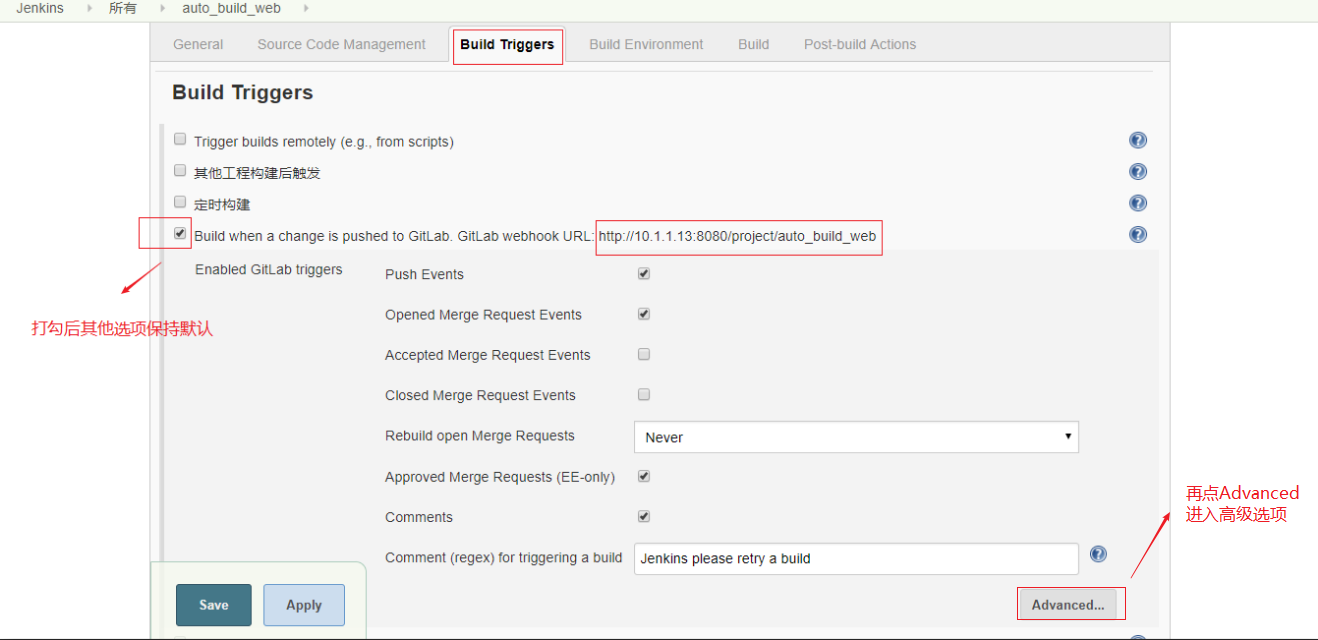 Jenkins 所有 auto_build_web
General Source Code Management Build Triggers Build Environment Build Post-build Actions
Build Triggers
Trigger builds remotely (e.g., from scripts)
其他工程构建后触发
定时构建
Build when a change is pushed to GitLab. GitLab webhook URL: http://10.1.1.13:8080/project/auto_build_web
Enabled GitLab triggers
Push Events
Opened Merge Request Events
打勾后其他选项保持默认
Accepted Merge Request Events
Closed Merge Request Events
Rebuild open Merge Requests Never
Approved Merge Requests (EE-only)
Comments
再点Advanced
进入高级选项
Comment (regex) for triggering a build Jenkins please retry a build
Save Apply Advanced...